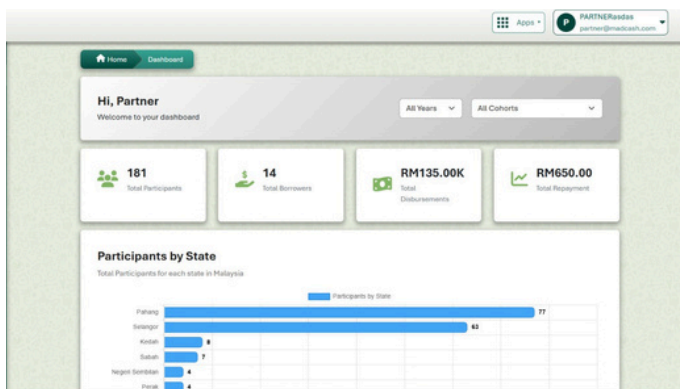 Apps
P
PARTNERasdas
partner@madcash.com
Home
Dashboard
Hi, Partner
Welcome to your dashboard
All Years
All Cohorts
181
Total Participants
14
Total Borrowers
RM135.00K
Total
Disbursements
RM650.00
Total Repayment
Participants by State
Total Participants for each state in Malaysia
Participants by State
Pahang 77
Selangor 63
Kedah 8
Sabah 7
Negeri Sembilan 4
Perak 4